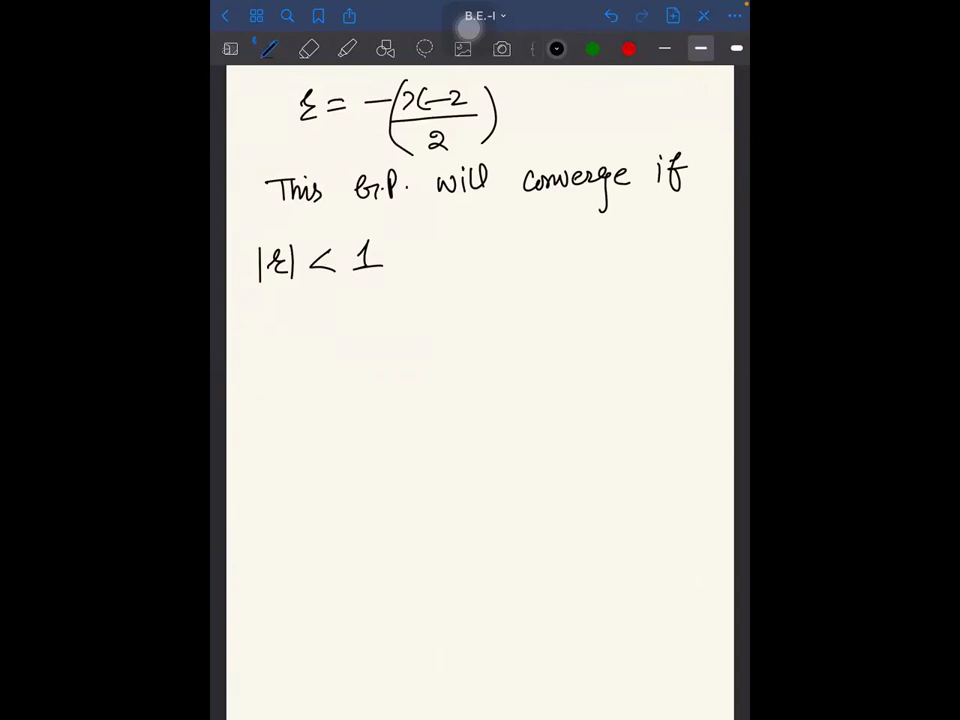 B.E.-I
r = -(x-2/2)
This G.P. will converge if
|r| < 1